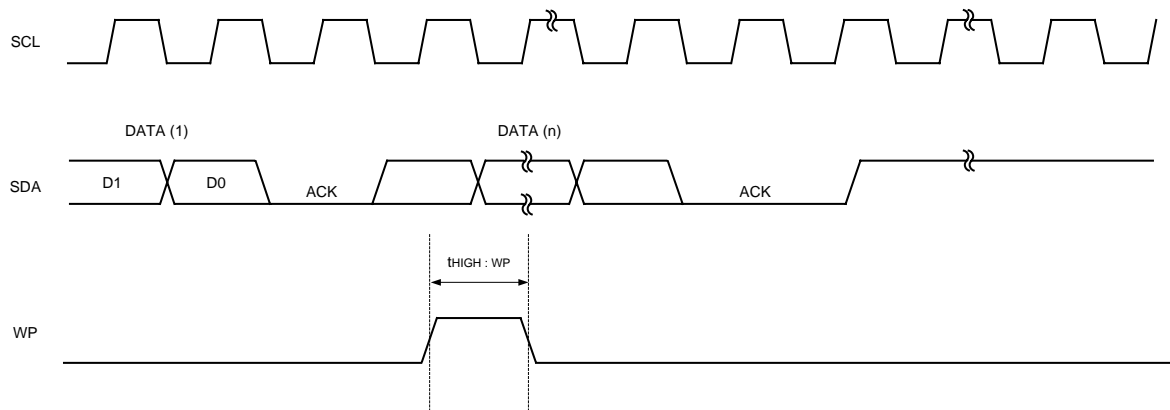 SCL
DATA (1)
DATA (n)
SDA
D1
D0
ACK
ACK
tHIGH : WP
WP